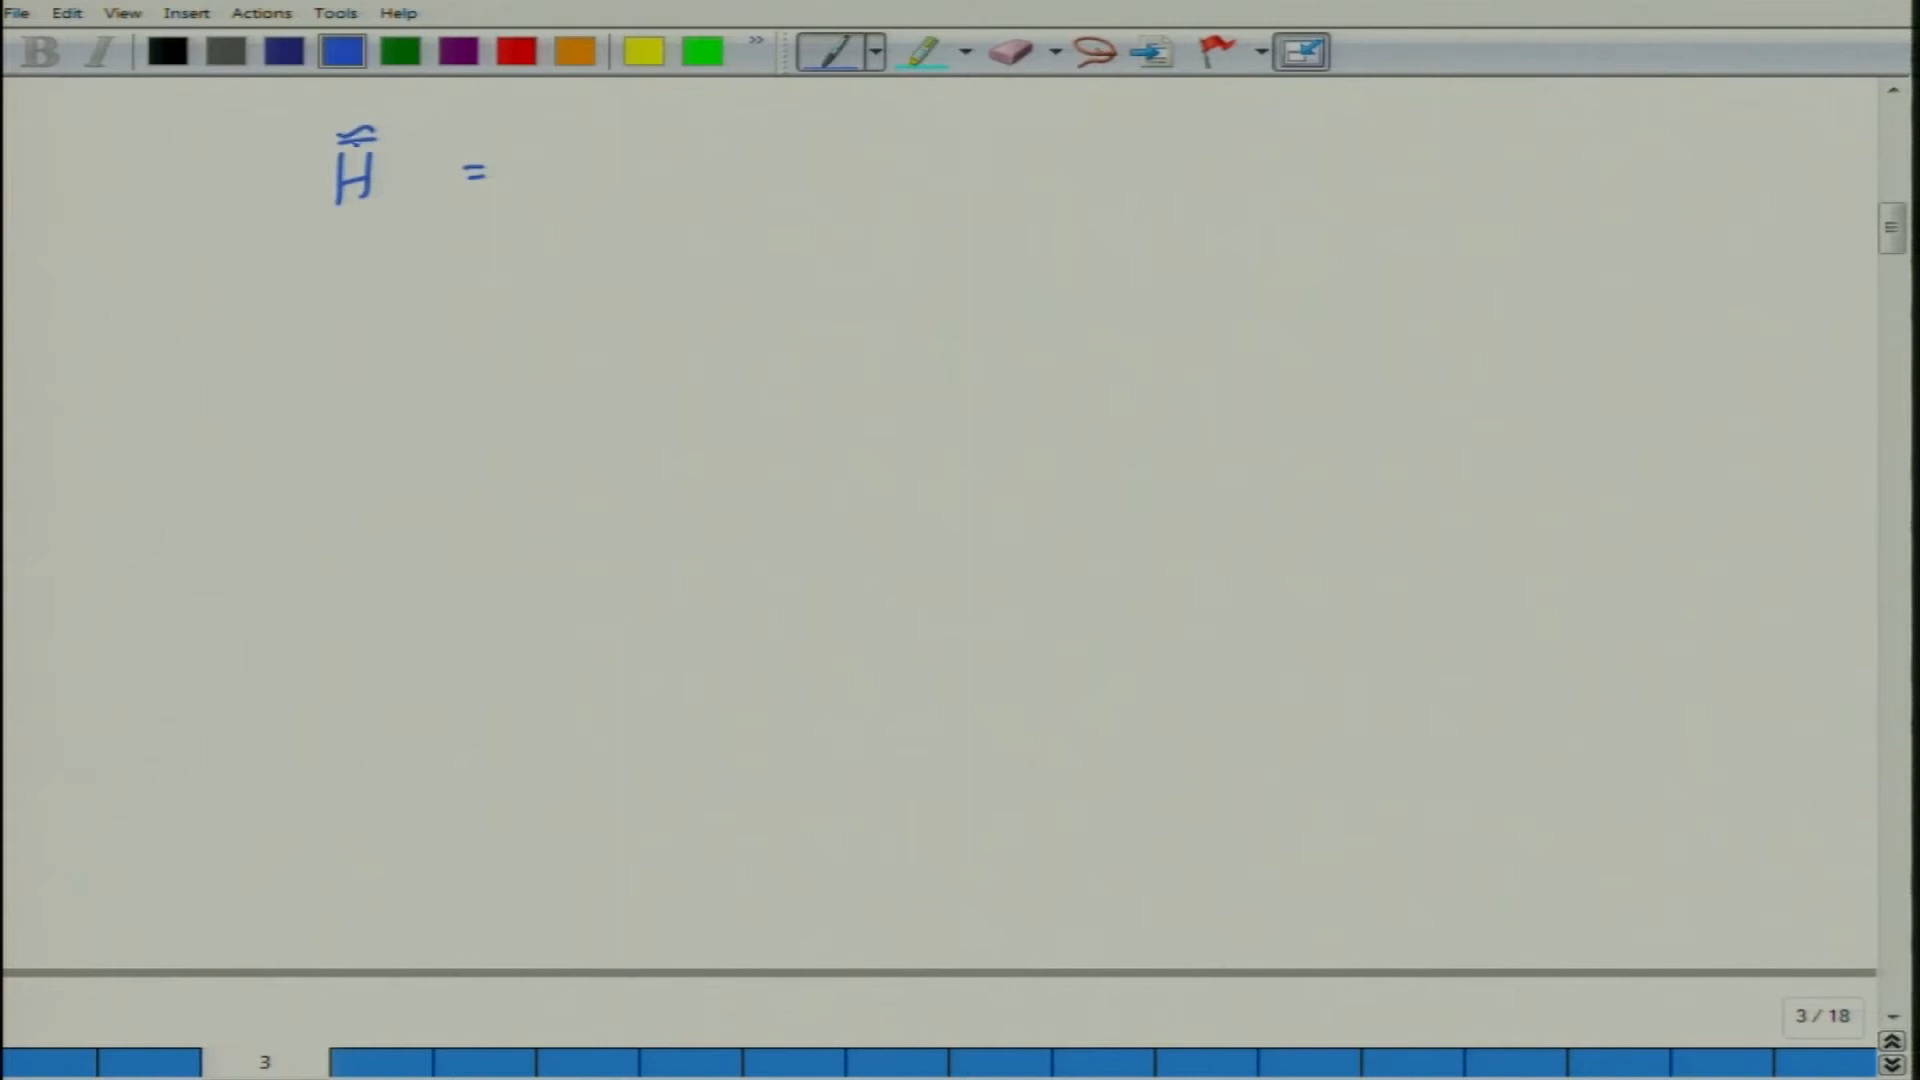 File Edit View Insert Actions Tools Help
B I
H̃ =
3 / 18
3